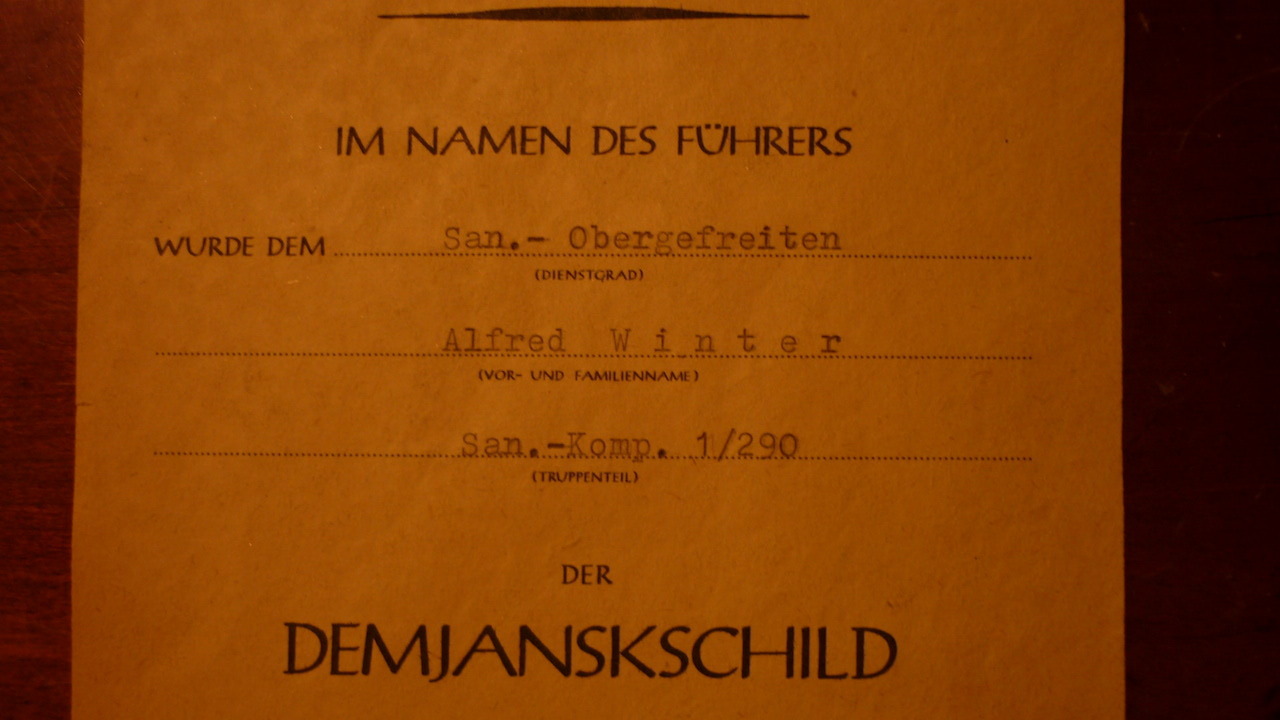 IM NAMEN DES FÜHRERS
WURDE DEM San.- Obergefreiten
(DIENSTGRAD)
Alfred W i n t e r
(VOR- UND FAMILIENNAME)
San.-Komp. 1/290
(TRUPPENTEIL)
DER
DEMJANSKSCHILD